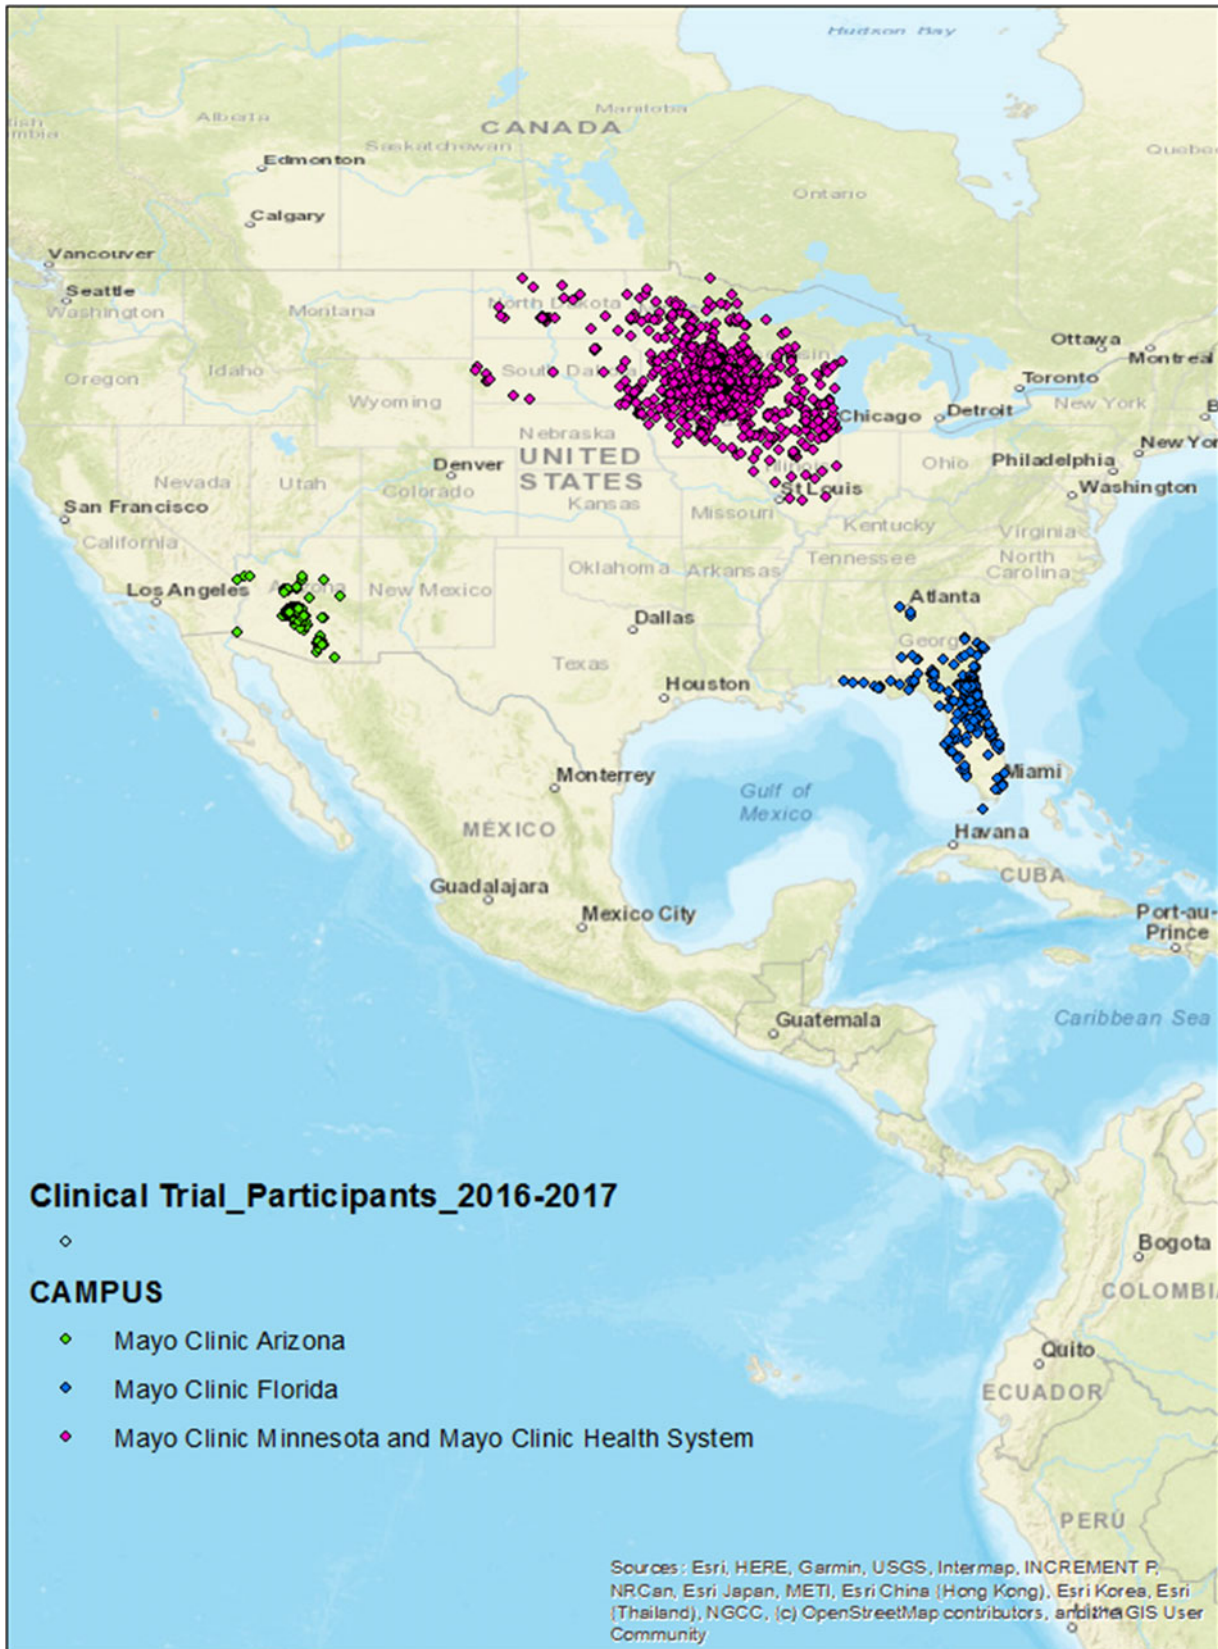 Hudson Bay
Manitoba
Alberta
CANADA
Saskatchewan
Edmonton
Ontario
Calgary
Vancouver
Seattle
Washington
Montana
North Dakota
Ottawa
Montreal
Oregon
Idaho
South Dakota
Toronto
Wyoming
New York
Chicago
Detroit
Nebraska
New Yor
UNITED
STATES
Denver
Ohio
Philadelphia
Nevada
Utah
Colorado
Illinois
St Louis
Washington
San Francisco
Kansas
Missouri
Kentucky
Virginia
California
Tennessee
North
Carolina
Los Angeles
Arizona
New Mexico
Oklahoma
Arkansas
Atlanta
Dallas
Georgia
Texas
Houston
Monterrey
Miami
Gulf of
Mexico
MÉXICO
Havana
CUBA
Guadalajara
Mexico City
Port-au-
Prince
Guatemala
Caribbean Sea
Clinical Trial_Participants_2016-2017
CAMPUS
Bogota
COLOMBI
Mayo Clinic Arizona
Quito
Mayo Clinic Florida
ECUADOR
Mayo Clinic Minnesota and Mayo Clinic Health System
PERÚ
Sources: Esri, HERE, Garmin, USGS, Intermap, INCREMENT P,
NRCan, Esri Japan, METI, Esri China (Hong Kong), Esri Korea, Esri
(Thailand), NGCC, (c) OpenStreetMap contributors, and the GIS User
Community